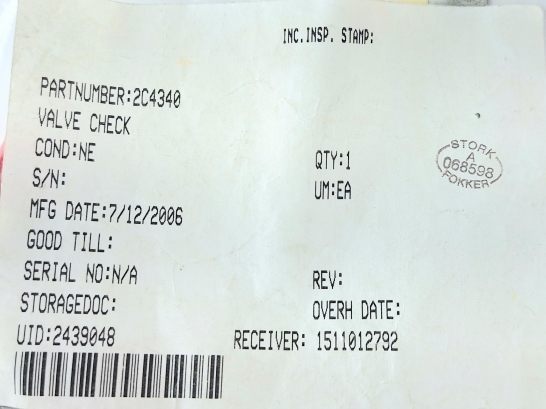 INC.INSP. STAMP:
PARTNUMBER:2C4340
VALVE CHECK
COND:NE
QTY:1
STORK
A
068598
FOKKER
S/N:
UM:EA
MFG DATE:7/12/2006
GOOD TILL:
SERIAL NO:N/A
REV:
STORAGEDOC:
OVERH DATE:
UID:2439048
RECEIVER: 1511012792